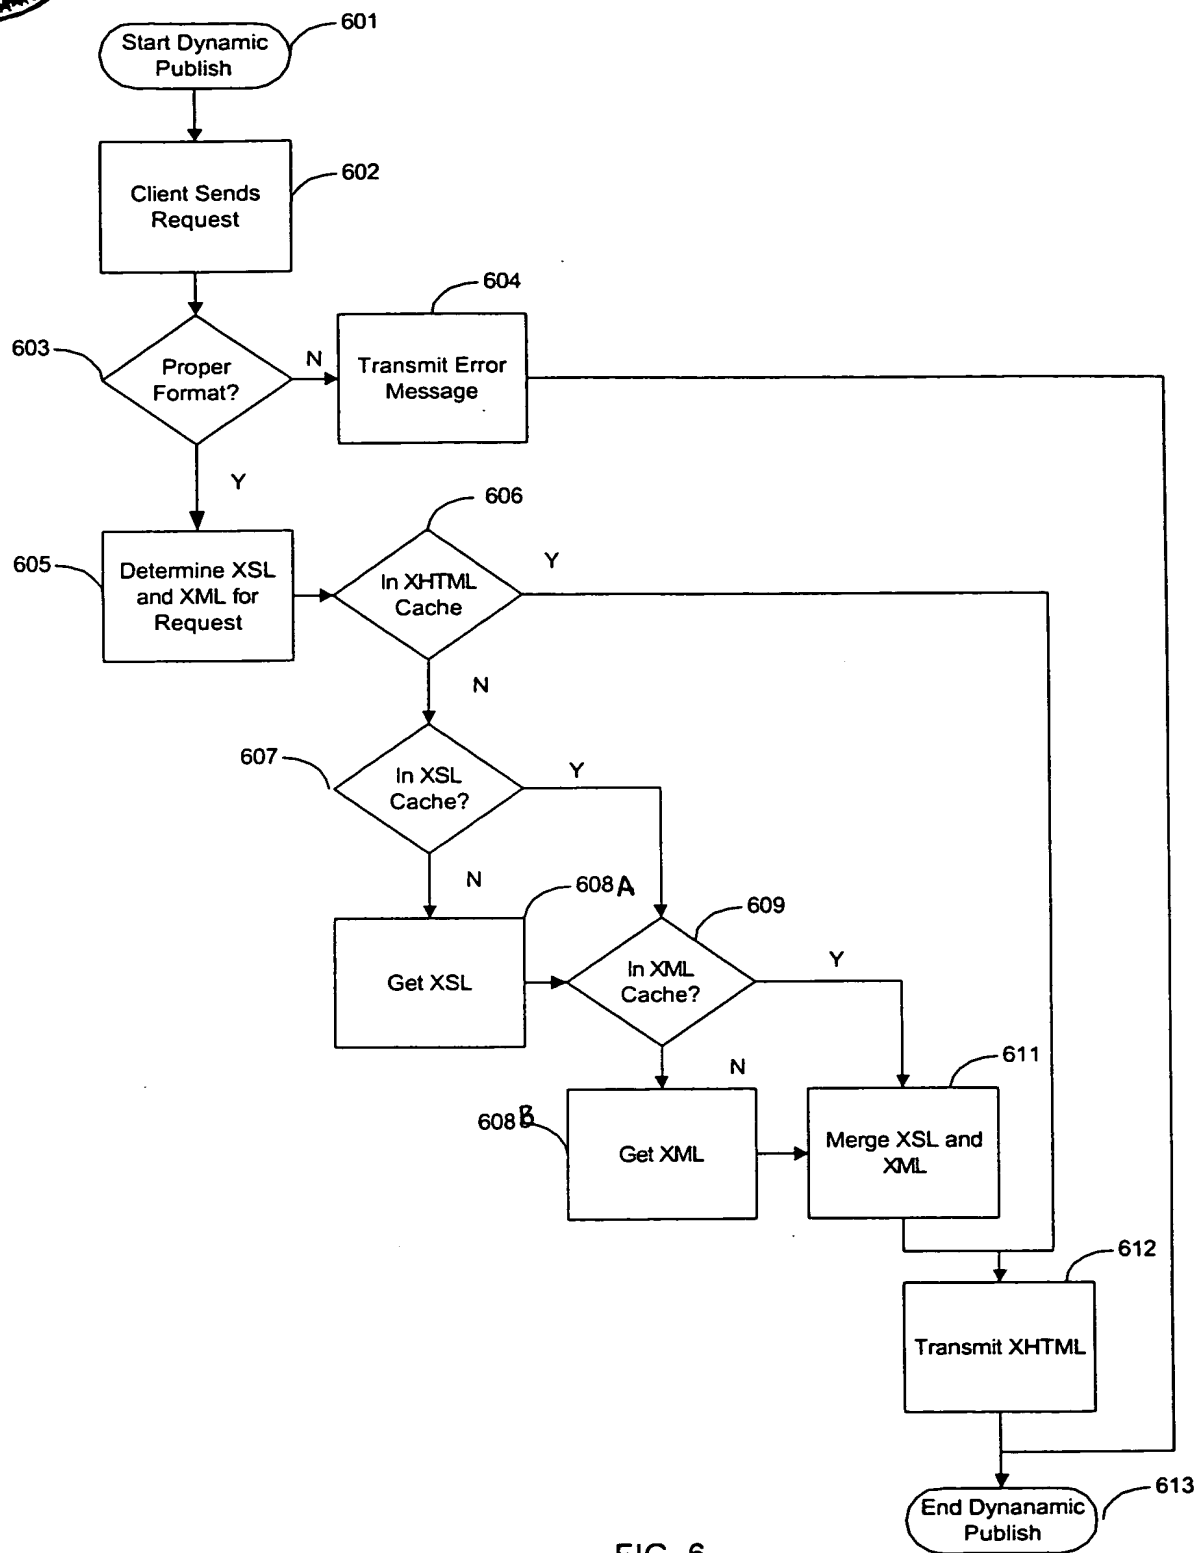 601
Start Dynamic
Publish
602
Client Sends
Request
604
603
Proper
Format?
N
Transmit Error
Message
Y
606
605
Determine XSL
and XML for
Request
In XHTML
Cache
Y
N
607
In XSL
Cache?
Y
N
608A
609
Get XSL
In XML
Cache?
Y
N
611
608B
Get XML
Merge XSL and
XML
612
Transmit XHTML
613
End Dynanamic
Publish
FIG. 6